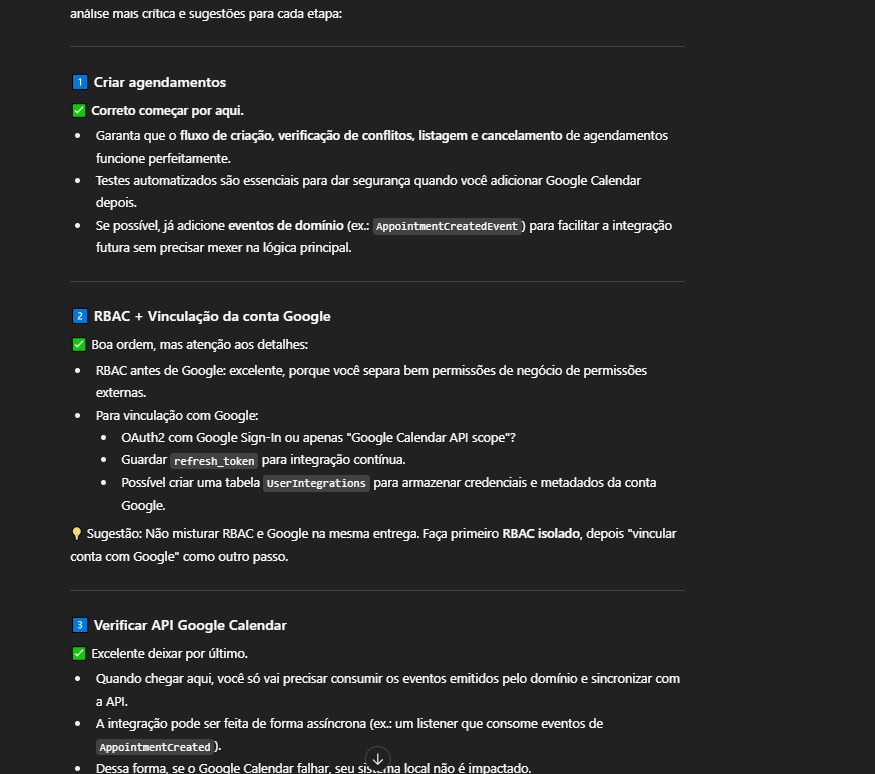 análise mais crítica e sugestões para cada etapa:
1 Criar agendamentos
✅ Correto começar por aqui.
• Garanta que o fluxo de criação, verificação de conflitos, listagem e cancelamento de agendamentos
funcione perfeitamente.
• Testes automatizados são essenciais para dar segurança quando você adicionar Google Calendar
depois.
• Se possível, já adicione eventos de domínio (ex.: AppointmentCreatedEvent) para facilitar a integração
futura sem precisar mexer na lógica principal.
2 RBAC + Vinculação da conta Google
✅ Boa ordem, mas atenção aos detalhes:
• RBAC antes de Google: excelente, porque você separa bem permissões de negócio de permissões
externas.
• Para vinculação com Google:
• OAuth2 com Google Sign-In ou apenas "Google Calendar API scope"?
• Guardar refresh_token para integração contínua.
• Possível criar uma tabela UserIntegrations para armazenar credenciais e metadados da conta
Google.
💡 Sugestão: Não misturar RBAC e Google na mesma entrega. Faça primeiro RBAC isolado, depois "vincular
conta com Google" como outro passo.
3 Verificar API Google Calendar
✅ Excelente deixar por último.
• Quando chegar aqui, você só vai precisar consumir os eventos emitidos pelo domínio e sincronizar com
a API.
• A integração pode ser feita de forma assíncrona (ex.: um listener que consome eventos de
AppointmentCreated).
• Dessa forma, se o Google Calendar falhar, seu sistema local não é impactado.